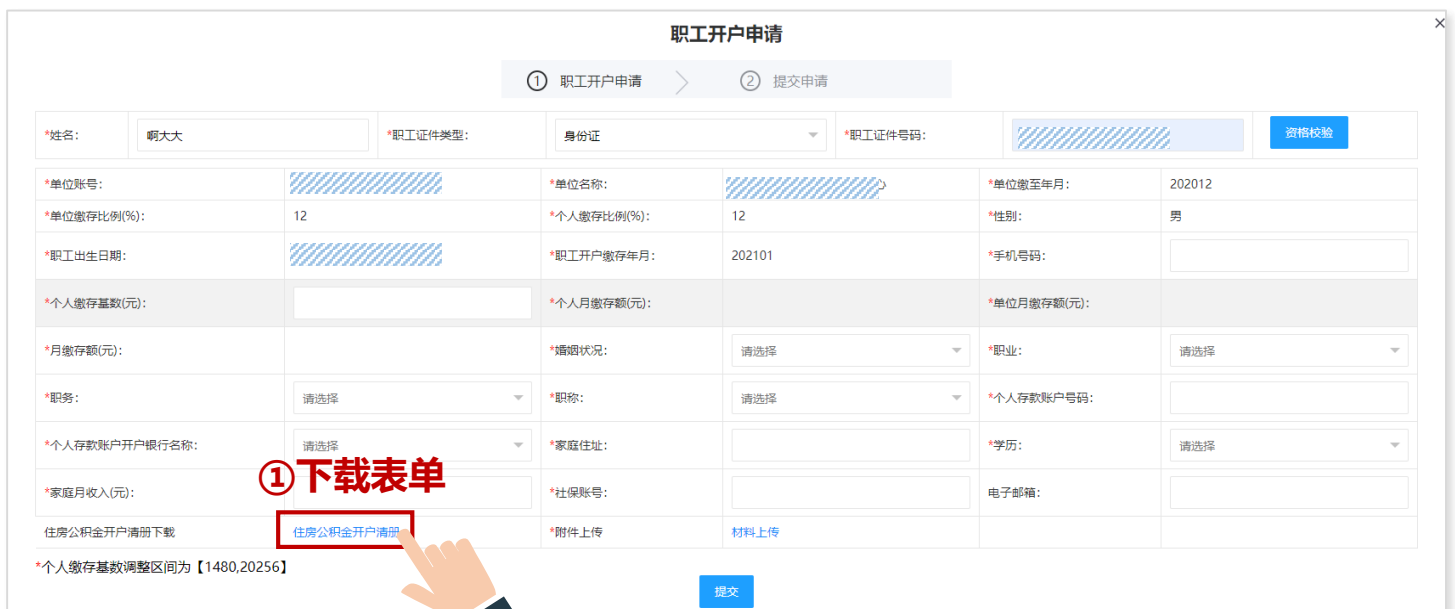 职工开户申请
×
① 职工开户申请 ② 提交申请
*姓名: 啊大大 *职工证件类型: 身份证 *职工证件号码: 资格校验
*单位账号: *单位名称: *单位缴至年月: 202012
*单位缴存比例(%): 12 *个人缴存比例(%): 12 *性别: 男
*职工出生日期: *职工开户缴存年月: 202101 *手机号码:
*个人缴存基数(元): *个人月缴存额(元): *单位月缴存额(元):
*月缴存额(元): *婚姻状况: 请选择 *职业: 请选择
*职务: 请选择 *职称: 请选择 *个人存款账户号码:
*个人存款账户开户银行名称: 请选择 *家庭住址: *学历: 请选择
①下载表单
*家庭月收入(元): *社保账号: 电子邮箱:
住房公积金开户清册下载 住房公积金开户清册 *附件上传 材料上传
*个人缴存基数调整区间为【1480,20256】
提交